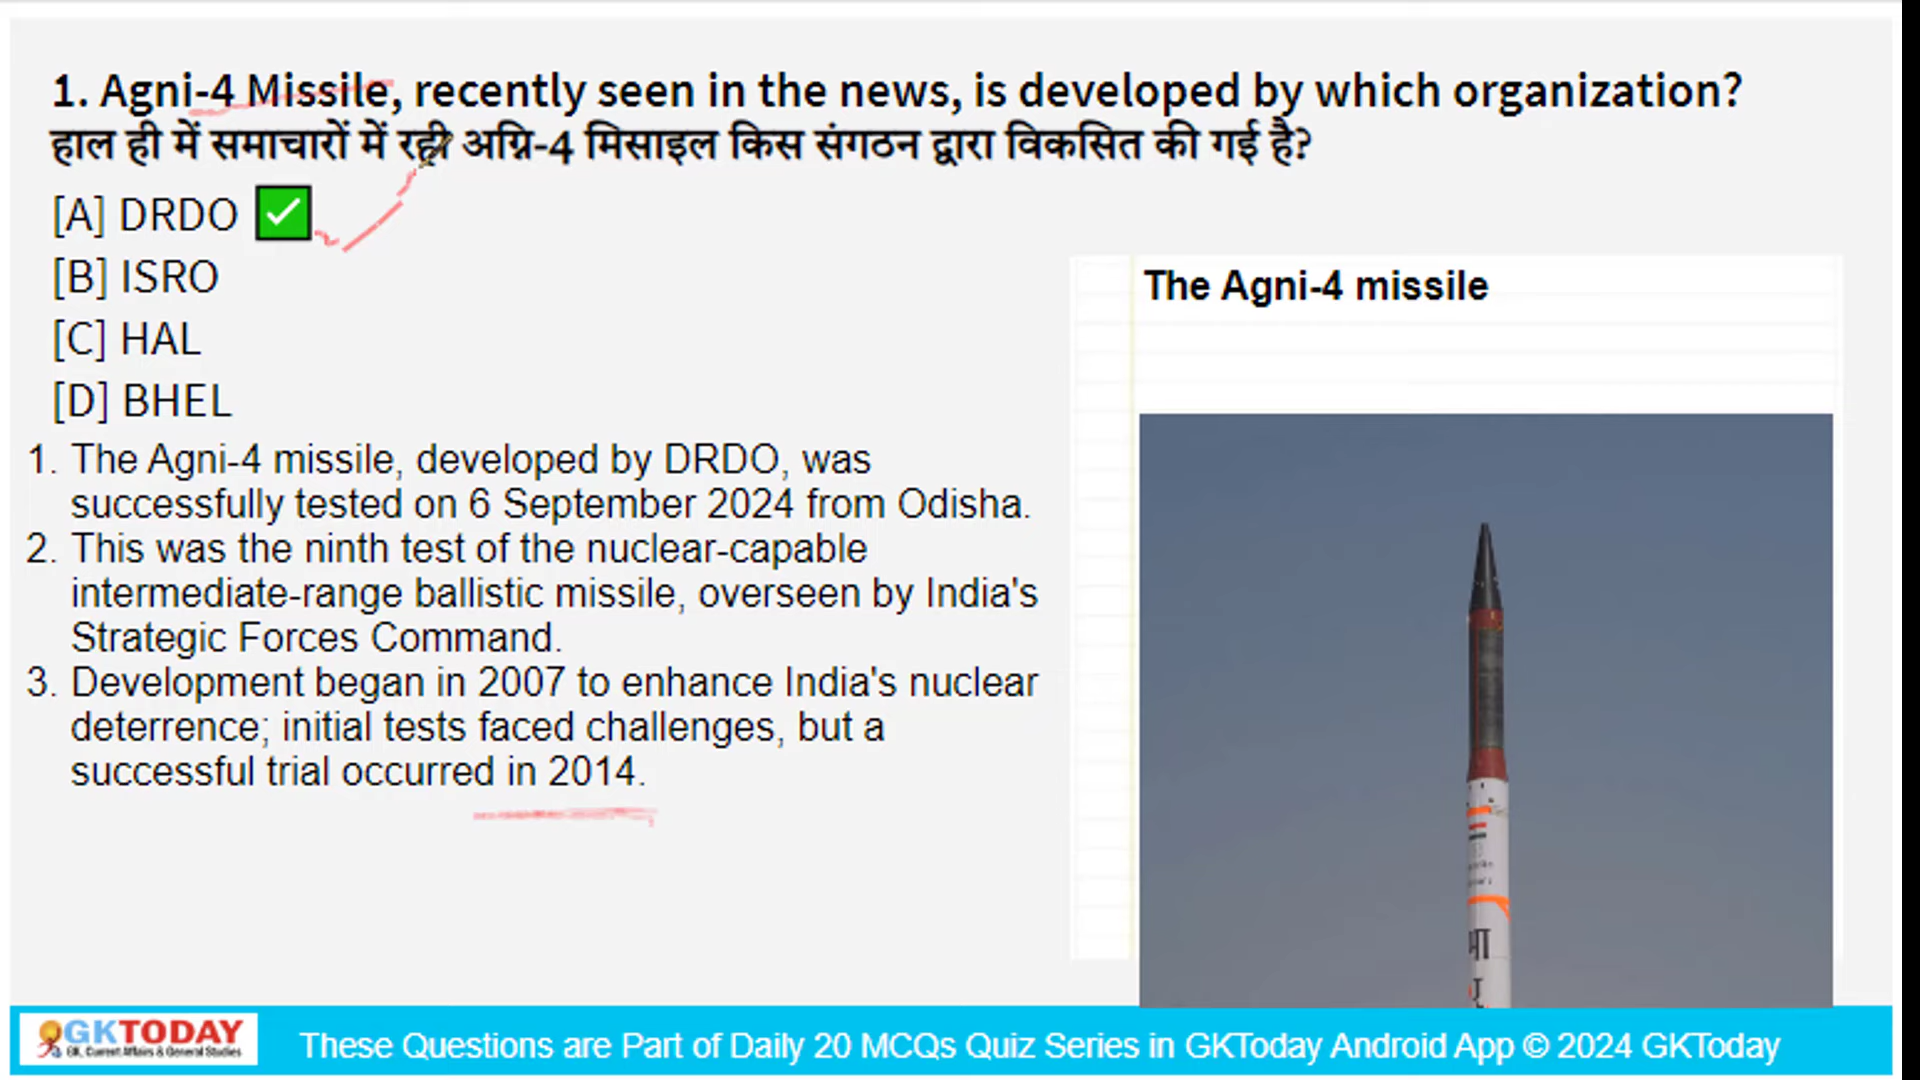 1. Agni-4 Missile, recently seen in the news, is developed by which organization?
हाल ही में समाचारों में रही अग्नि-4 मिसाइल किस संगठन द्वारा विकसित की गई है?
[A] DRDO
[B] ISRO
[C] HAL
[D] BHEL
1. The Agni-4 missile, developed by DRDO, was
successfully tested on 6 September 2024 from Odisha.
2. This was the ninth test of the nuclear-capable
intermediate-range ballistic missile, overseen by India's
Strategic Forces Command.
3. Development began in 2007 to enhance India's nuclear
deterrence; initial tests faced challenges, but a
successful trial occurred in 2014.
The Agni-4 missile
GKTODAY
GK, Current Affairs & General Studies
These Questions are Part of Daily 20 MCQs Quiz Series in GKToday Android App © 2024 GKToday